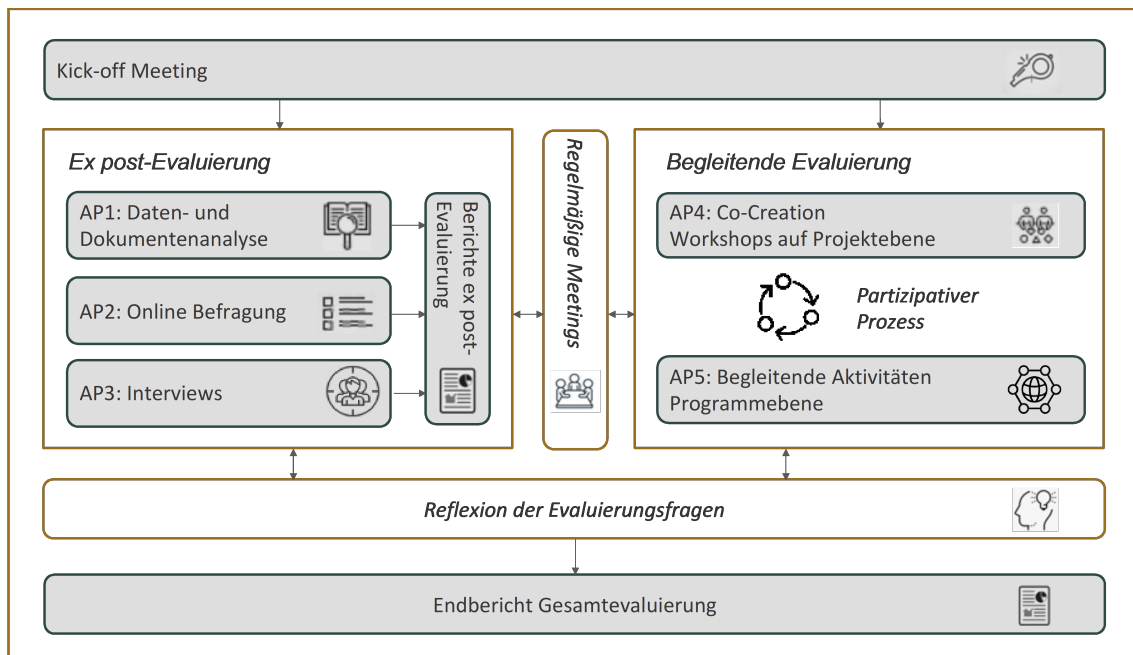 Kick-off Meeting
Ex post-Evaluierung
AP1: Daten- und
Dokumentenanalyse
AP2: Online Befragung
AP3: Interviews
Berichte ex post-
Evaluierung
Regelmäßige Meetings
Begleitende Evaluierung
AP4: Co-Creation
Workshops auf Projektebene
Partizipativer
Prozess
AP5: Begleitende Aktivitäten
Programmebene
Reflexion der Evaluierungsfragen
Endbericht Gesamtevaluierung